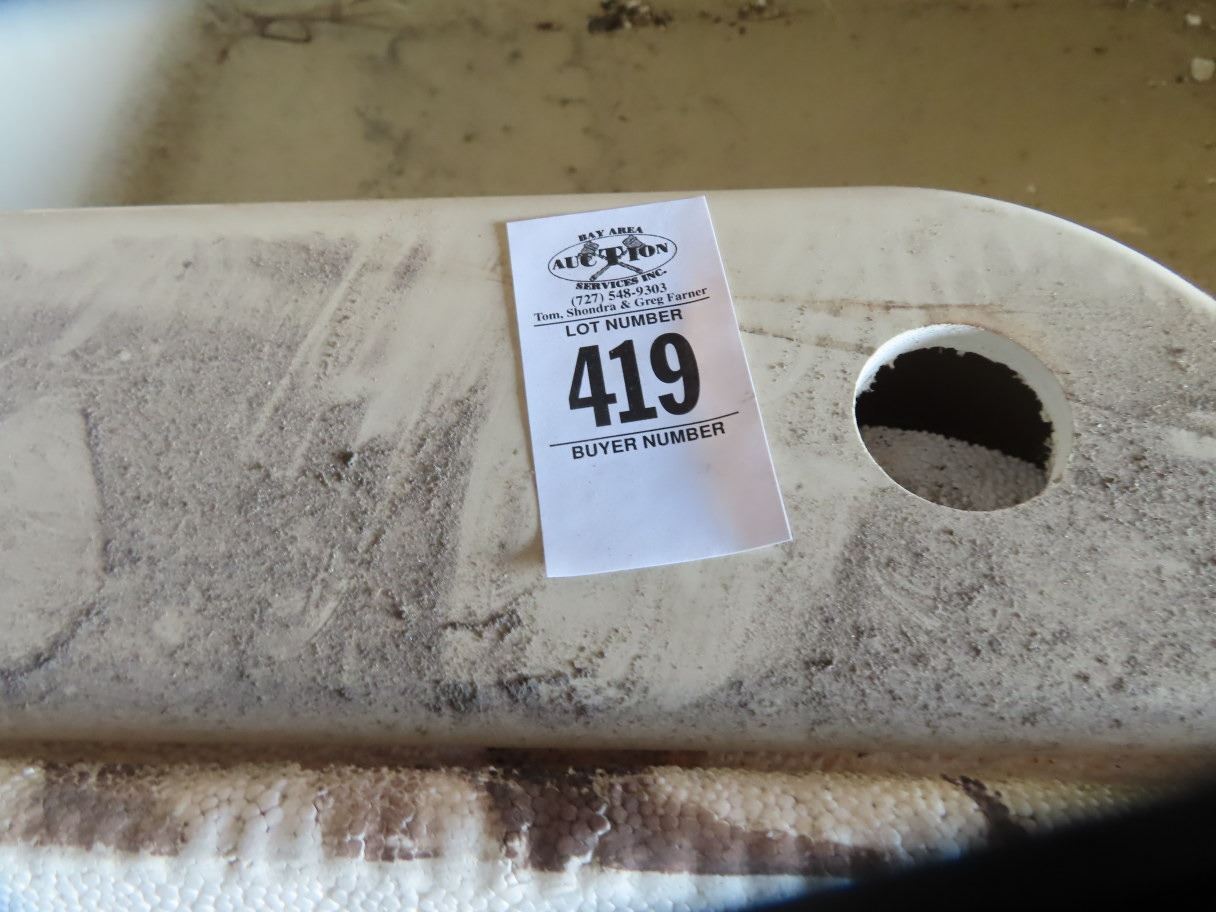 BAY AREA
AUCTION
SERVICES INC.
(727) 548-9303
Tom, Shondra & Greg Farner
LOT NUMBER
419
BUYER NUMBER